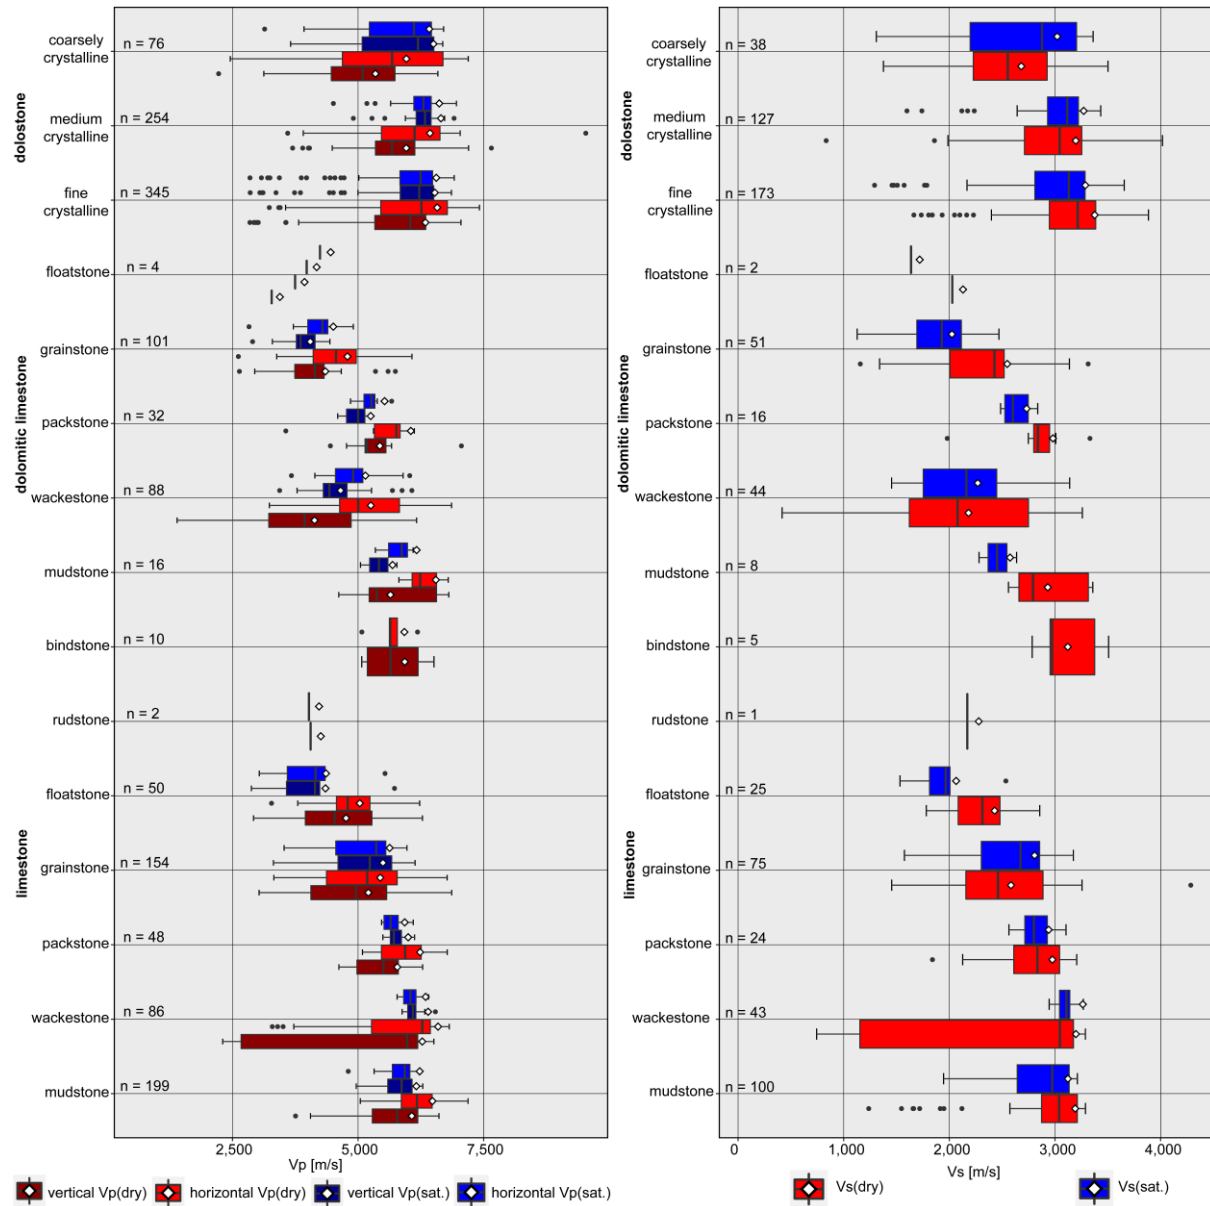 dolostone
coarsely
crystalline
n = 76
medium
crystalline
n = 254
fine
crystalline
n = 345
dolomitic limestone
floatstone
n = 4
grainstone
n = 101
packstone
n = 32
wackestone
n = 88
mudstone
n = 16
bindstone
n = 10
limestone
rudstone
n = 2
floatstone
n = 50
grainstone
n = 154
packstone
n = 48
wackestone
n = 86
mudstone
n = 199
2,500 5,000 7,500
Vp [m/s]
vertical Vp(dry) horizontal Vp(dry) vertical Vp(sat.) horizontal Vp(sat.)
dolostone
coarsely
crystalline
n = 38
medium
crystalline
n = 127
fine
crystalline
n = 173
dolomitic limestone
floatstone
n = 2
grainstone
n = 51
packstone
n = 16
wackestone
n = 44
mudstone
n = 8
bindstone
n = 5
limestone
rudstone
n = 1
floatstone
n = 25
grainstone
n = 75
packstone
n = 24
wackestone
n = 43
mudstone
n = 100
0 1,000 2,000 3,000 4,000
Vs [m/s]
Vs(dry) Vs(sat.)